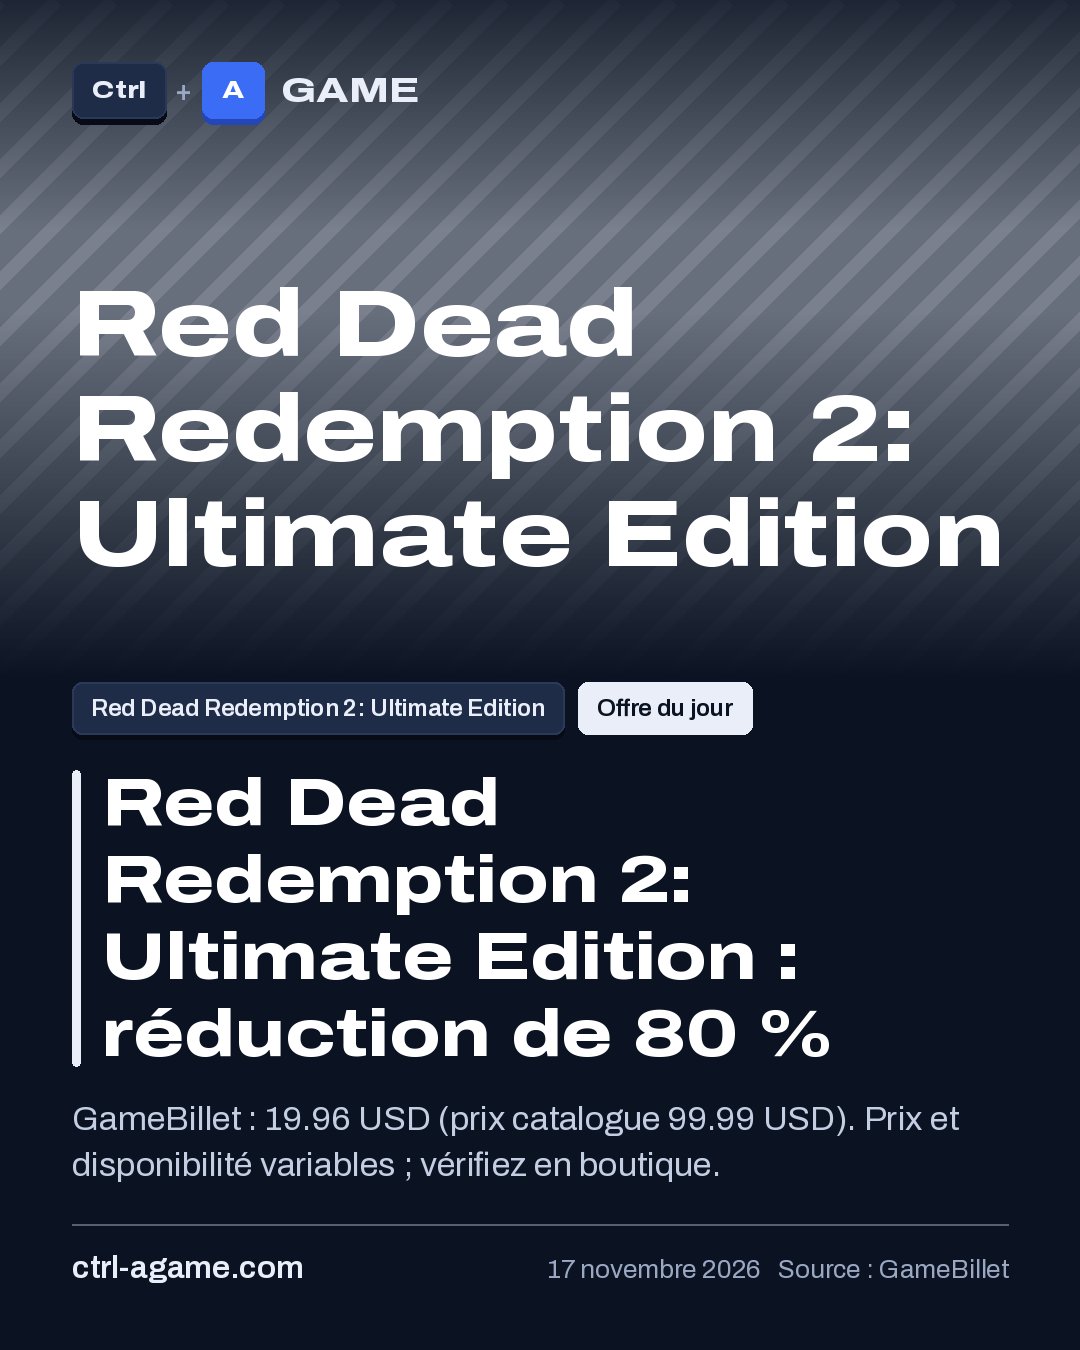 Ctrl + A GAME
Red Dead
Redemption 2:
Ultimate Edition
Red Dead Redemption 2: Ultimate Edition Offre du jour
Red Dead
Redemption 2:
Ultimate Edition :
réduction de 80 %
GameBillet : 19.96 USD (prix catalogue 99.99 USD). Prix et
disponibilité variables ; vérifiez en boutique.
ctrl-agame.com 17 novembre 2026 Source : GameBillet